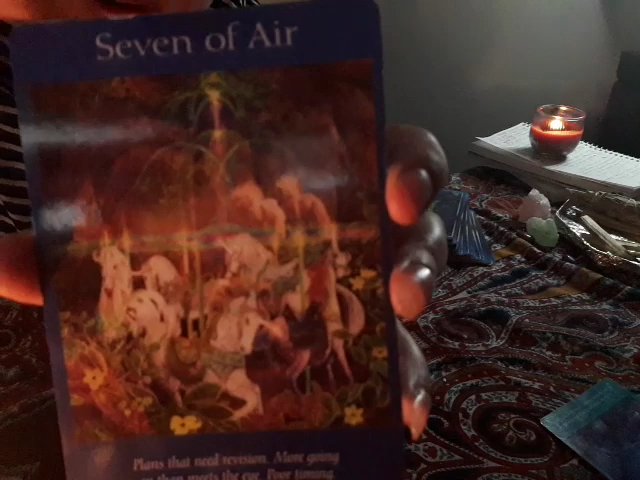 Seven of Air
Plans that need revision. More going
on than meets the eye. Poor timing.